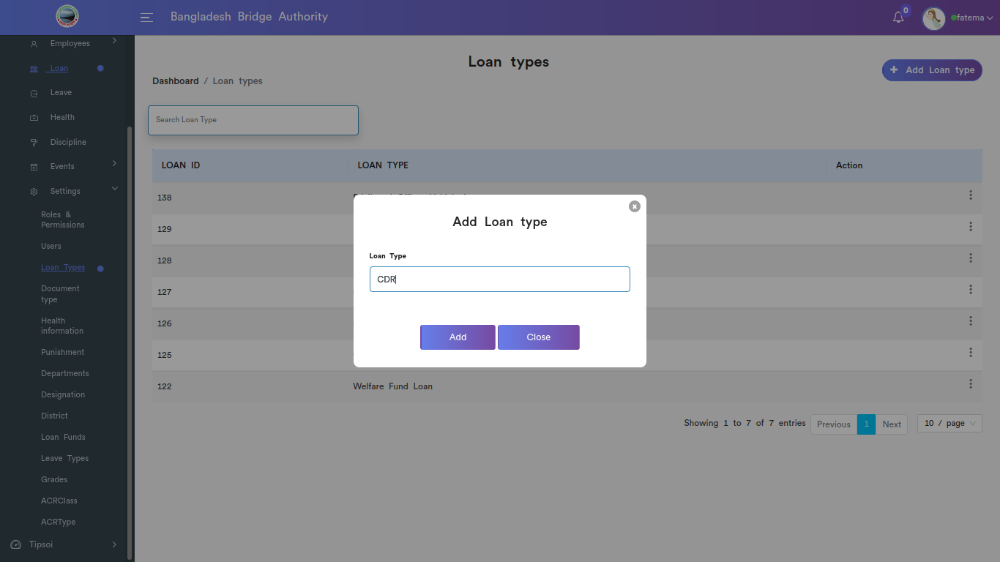 Bangladesh Bridge Authority
0
fatema
Employees
Loan
Leave
Health
Discipline
Events
Settings
Roles &
Permissions
Users
Loan Types
Document
type
Health
information
Punishment
Departments
Designation
District
Loan Funds
Leave Types
Grades
ACRClass
ACRType
Tipsoi
Loan types
Dashboard / Loan types
+ Add Loan type
Search Loan Type
LOAN ID LOAN TYPE Action
138
129
128
127
126
125
122 Welfare Fund Loan
Showing 1 to 7 of 7 entries Previous 1 Next 10 / page
Add Loan type
Loan Type
CDR
Add Close